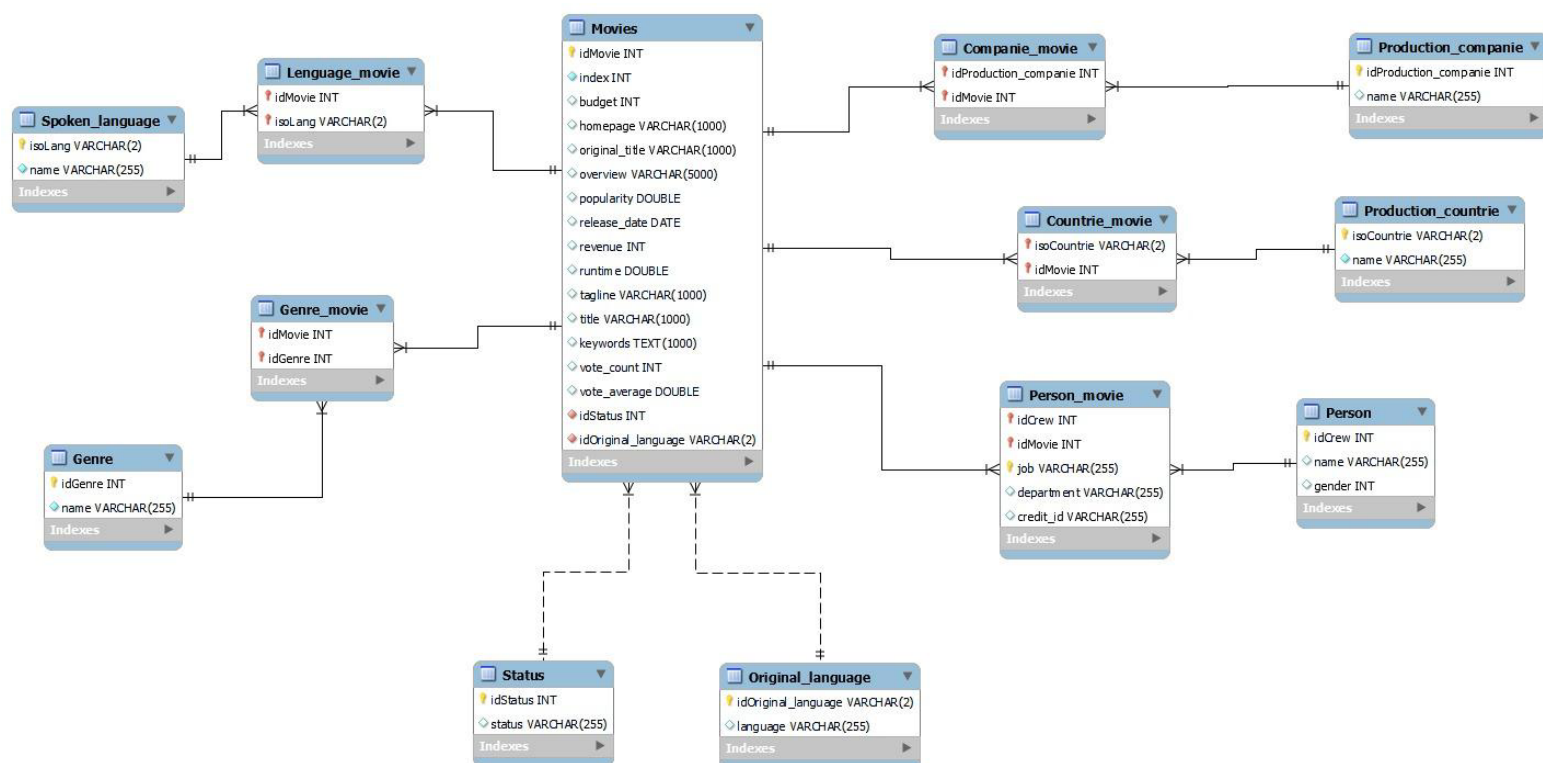 Spoken_language
isoLang VARCHAR(2)
name VARCHAR(255)
Indexes
Lenguage_movie
idMovie INT
isoLang VARCHAR(2)
Indexes
Genre_movie
idMovie INT
idGenre INT
Indexes
Genre
idGenre INT
name VARCHAR(255)
Indexes
Movies
idMovie INT
index INT
budget INT
homepage VARCHAR(1000)
original_title VARCHAR(1000)
overview VARCHAR(5000)
popularity DOUBLE
release_date DATE
revenue INT
runtime DOUBLE
tagline VARCHAR(1000)
title VARCHAR(1000)
keywords TEXT(1000)
vote_count INT
vote_average DOUBLE
idStatus INT
idOriginal_language VARCHAR(2)
Indexes
Companie_movie
idProduction_companie INT
idMovie INT
Indexes
Production_companie
idProduction_companie INT
name VARCHAR(255)
Indexes
Countrie_movie
isoCountrie VARCHAR(2)
idMovie INT
Indexes
Production_countrie
isoCountrie VARCHAR(2)
name VARCHAR(255)
Indexes
Person_movie
idCrew INT
idMovie INT
job VARCHAR(255)
department VARCHAR(255)
credit_id VARCHAR(255)
Indexes
Person
idCrew INT
name VARCHAR(255)
gender INT
Indexes
Status
idStatus INT
status VARCHAR(255)
Indexes
Original_language
idOriginal_language VARCHAR(2)
language VARCHAR(255)
Indexes